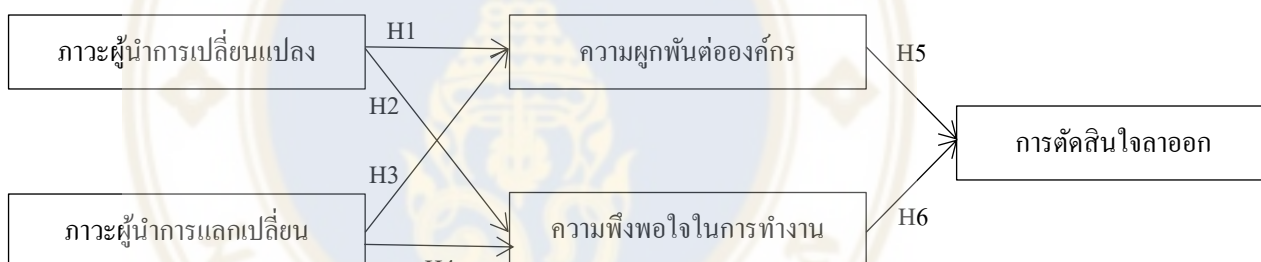 ภาวะผู้นำการเปลี่ยนแปลง
H1
ความผูกพันต่อองค์กร
H5
H2
การตัดสินใจลาออก
H3
ภาวะผู้นำการแลกเปลี่ยน
ความพึงพอใจในการทำงาน
H6